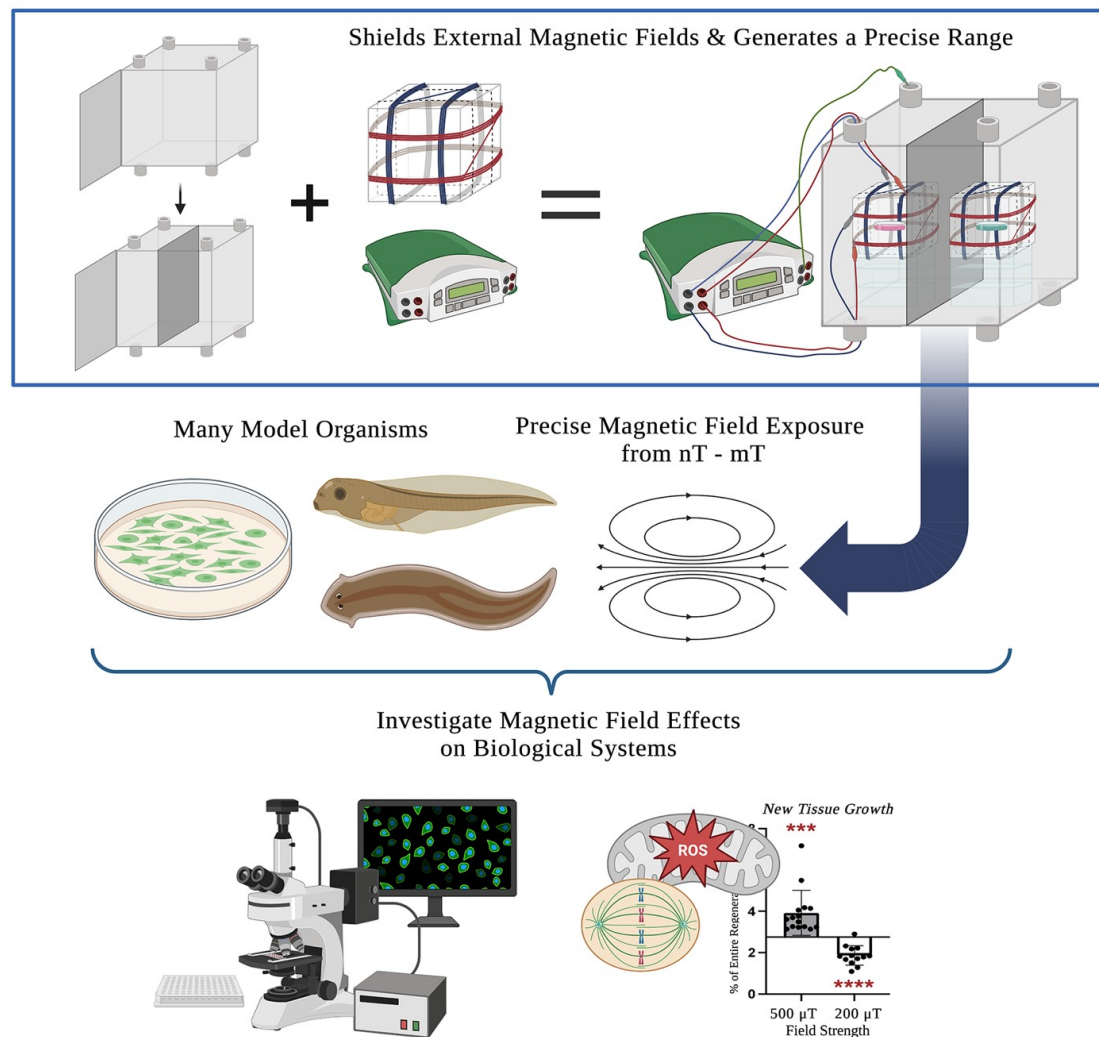 Shields External Magnetic Fields & Generates a Precise Range
Many Model Organisms
Precise Magnetic Field Exposure
from nT - mT
Investigate Magnetic Field Effects
on Biological Systems
New Tissue Growth
ROS
***
4
2
0
% of Entire
****
500 µT
200 µT
Field Strength